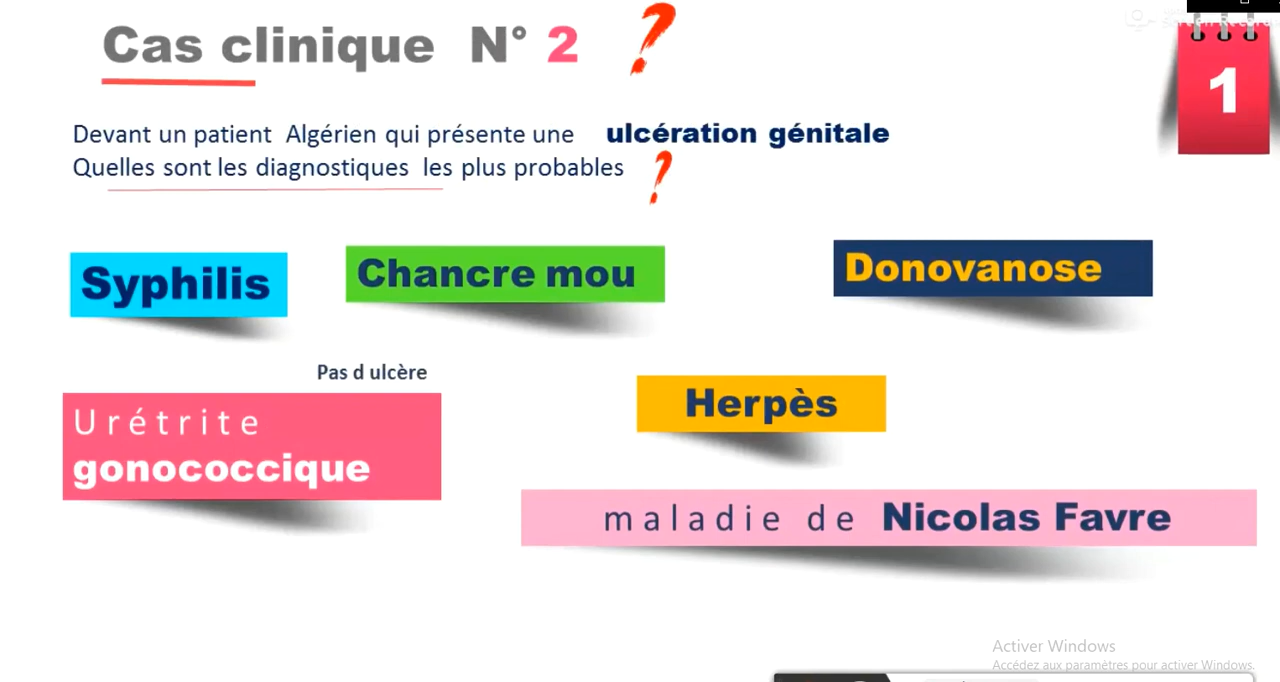 Cas clinique N° 2 ?
1
Devant un patient Algérien qui présente une ulcération génitale
Quelles sont les diagnostiques les plus probables ?
Syphilis
Chancre mou
Donovanose
Pas d ulcère
Urétrite
gonococcique
Herpès
maladie de Nicolas Favre
Activer Windows
Accédez aux paramètres pour activer Windows.